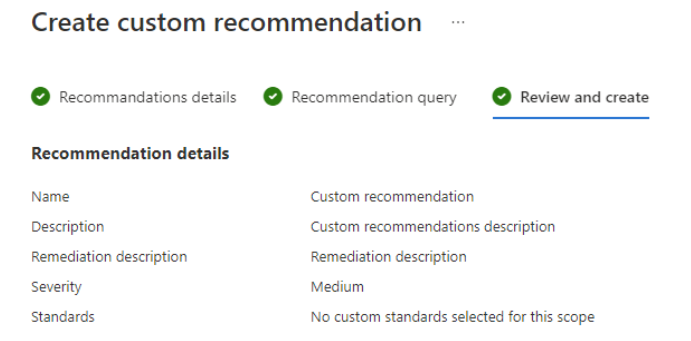 Create custom recommendation ...
Recommandations details Recommendation query Review and create
Recommendation details
Name Custom recommendation
Description Custom recommendations description
Remediation description Remediation description
Severity Medium
Standards No custom standards selected for this scope